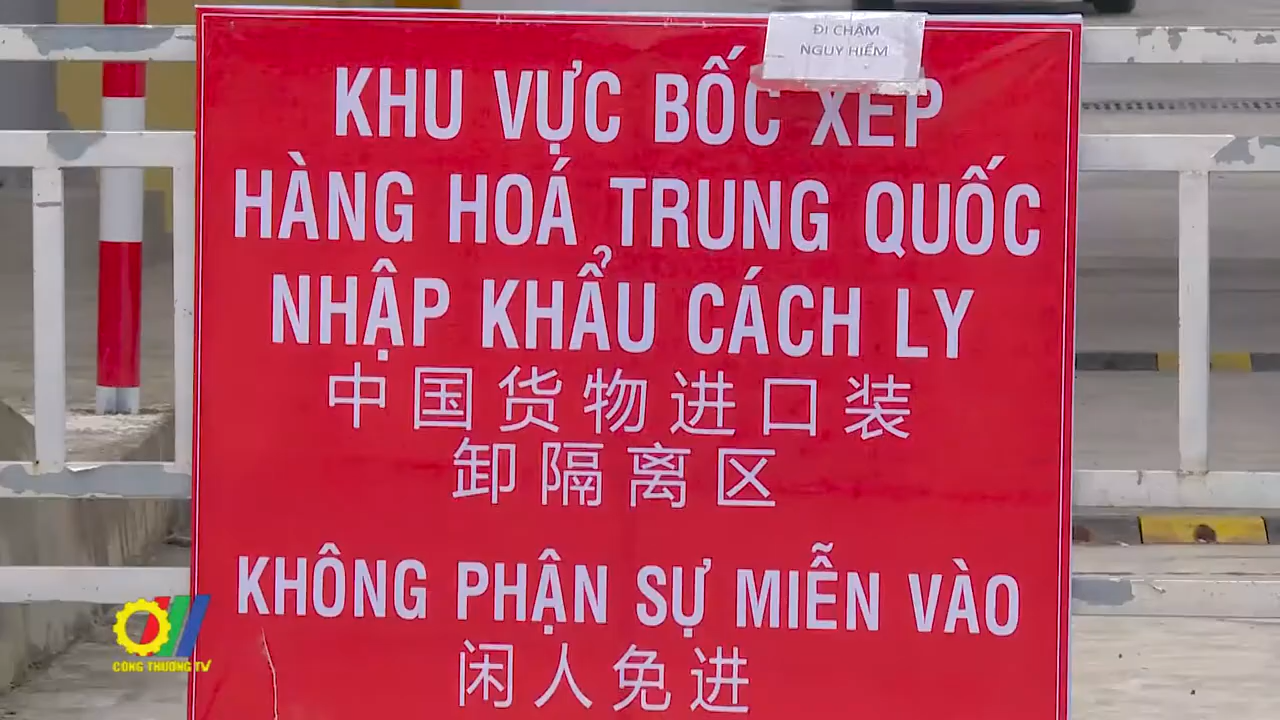 ĐI CHẬM
NGUY HIỂM
KHU VỰC BỐC XẾP
HÀNG HOÁ TRUNG QUỐC
NHẬP KHẨU CÁCH LY
中国货物进口装
卸隔离区
KHÔNG PHẬN SỰ MIỄN VÀO
闲人免进
CÔNG THƯƠNG TV